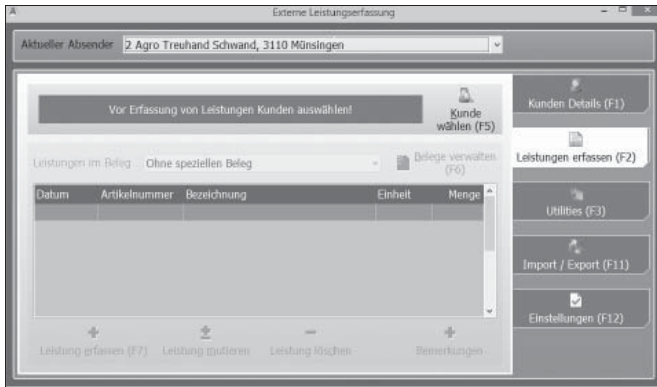 Externe Leistungserfassung
Aktueller Absender 2 Agro Treuhand Schwand, 3110 Münsingen
Vor Erfassung von Leistungen Kunden auswählen!
Kunde
wählen (F5)
Leistungen im Beleg Ohne speziellen Beleg
Belege verwalten
(F6)
Datum Artikelnummer Bezeichnung Einheit Menge
Leistung erfassen (F7) Leistung mutieren Leistung löschen Bemerkungen
Kunden Details (F1)
Leistungen erfassen (F2)
Utilities (F3)
Import / Export (F11)
Einstellungen (F12)